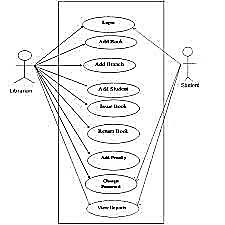 Login
Add Book
Add Branch
Librarian
Student
Add Student
Issue Book
Return Book
Add Penalty
Change
Password
View Reports